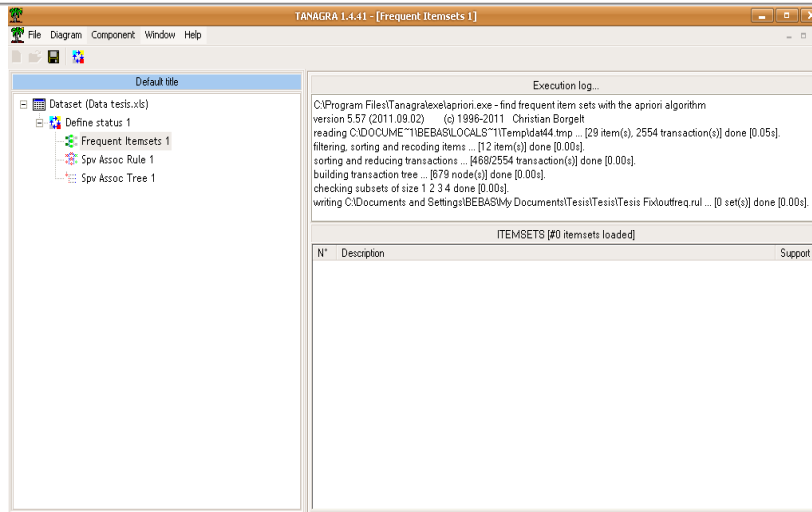 TANAGRA 1.4.41 - [Frequent Itemsets 1]
File Diagram Component Window Help
Default title
Dataset (Data tesis.xls)
Define status 1
Frequent Itemsets 1
Spv Assoc Rule 1
Spv Assoc Tree 1
Execution log...
C:\Program Files\Tanagra\exe\apriori.exe - find frequent item sets with the apriori algorithm
version 5.57 (2011.09.02) (c) 1996-2011 Christian Borgelt
reading C:\DOCUME~1\BEBAS\LOCALS~1\Temp\dat44.tmp ... [29 item(s), 2554 transaction(s)] done [0.05s].
filtering, sorting and recoding items ... [12 item(s)] done [0.00s].
sorting and reducing transactions ... [468/2554 transaction(s)] done [0.00s].
building transaction tree ... [679 node(s)] done [0.00s].
checking subsets of size 1 2 3 4 done [0.00s].
writing C:\Documents and Settings\BEBAS\My Documents\Tesis\Tesis\Tesis Fix\outfreq.rul ... [0 set(s)] done [0.00s].
ITEMSETS [#0 itemsets loaded]
N° Description Support